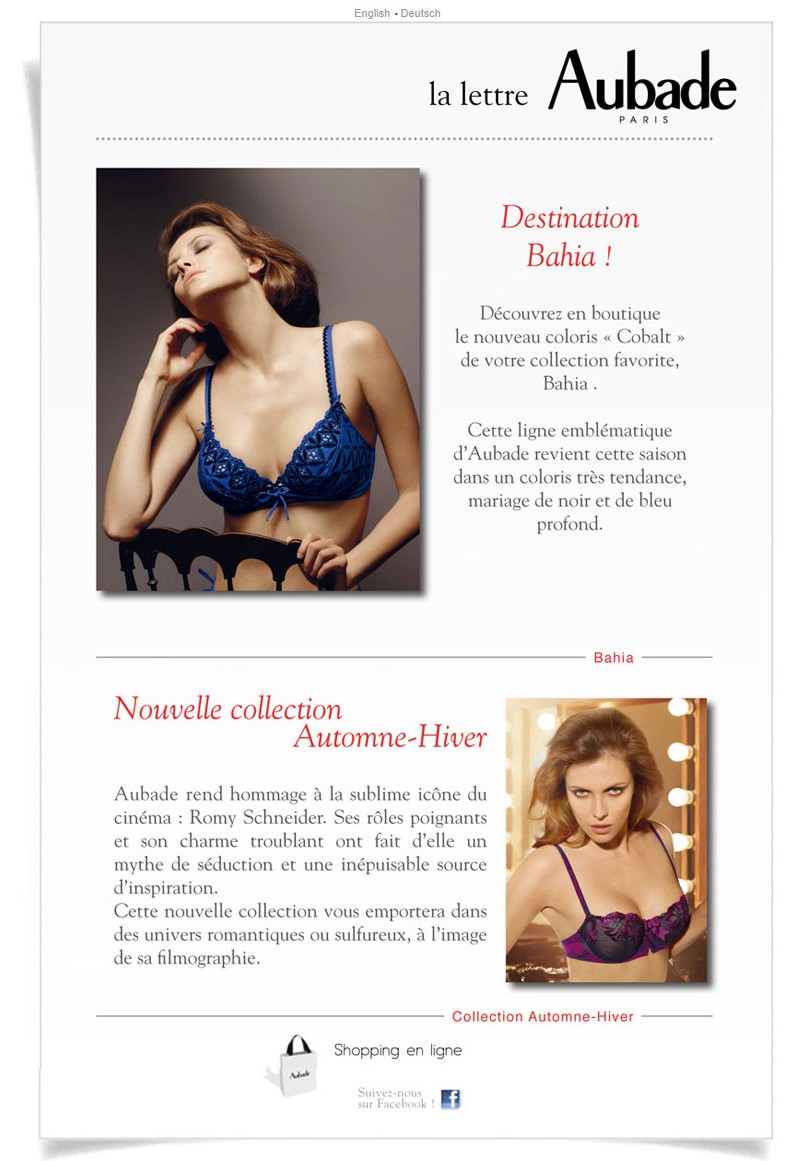 English • Deutsch
la lettre Aubade
PARIS
Destination
Bahia !
Découvrez en boutique
le nouveau coloris « Cobalt »
de votre collection favorite,
Bahia .
Cette ligne emblématique
d'Aubade revient cette saison
dans un coloris très tendance,
mariage de noir et de bleu
profond.
Bahia
Nouvelle collection
Automne-Hiver
Aubade rend hommage à la sublime icône du
cinéma : Romy Schneider. Ses rôles poignants
et son charme troublant ont fait d'elle un
mythe de séduction et une inépuisable source
d'inspiration.
Cette nouvelle collection vous emportera dans
des univers romantiques ou sulfureux, à l'image
de sa filmographie.
Collection Automne-Hiver
Aubade
Shopping en ligne
Suivez-nous
sur Facebook !
f